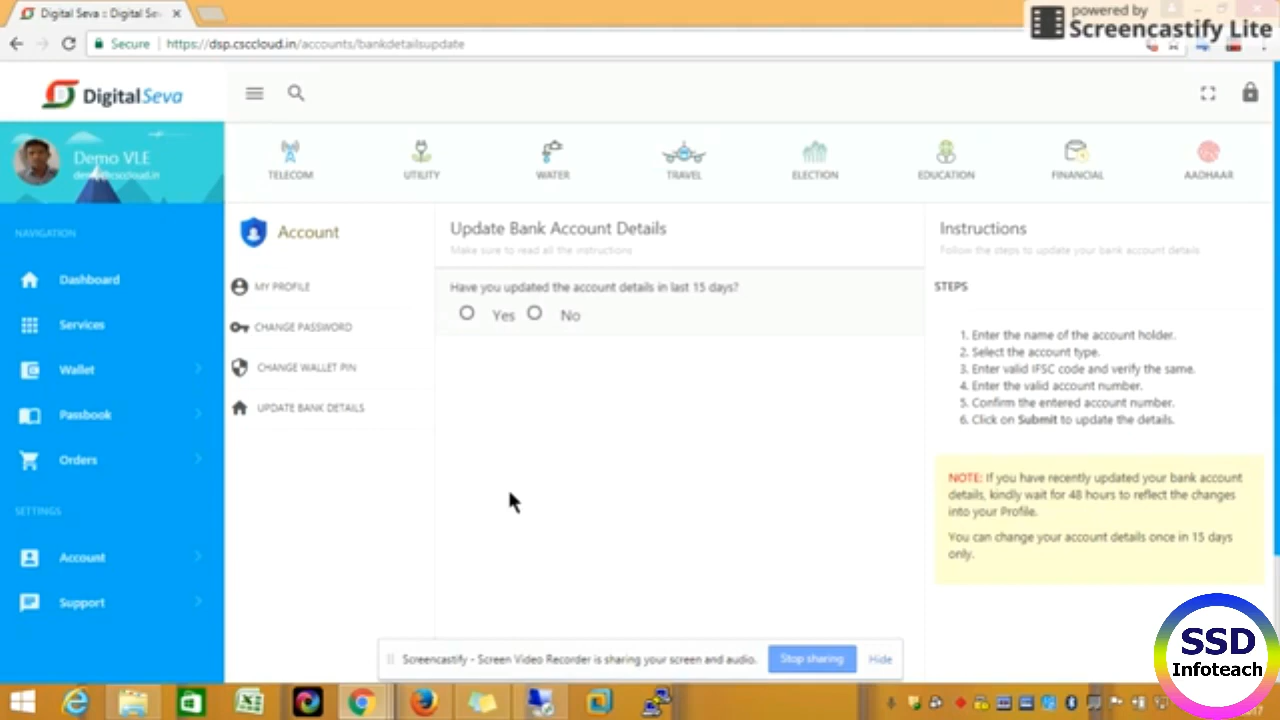 Digital Seva :: Digital Se
powered by
Screencastify Lite
Secure
https://dsp.csccloud.in/accounts/bankdetailsupdate
DigitalSeva
Demo VLE
TELECOM
UTILITY
WATER
TRAVEL
ELECTION
EDUCATION
FINANCIAL
AADHAAR
NAVIGATION
Dashboard
Services
Wallet
Passbook
Orders
SETTINGS
Account
Support
Account
MY PROFILE
CHANGE PASSWORD
CHANGE WALLET PIN
UPDATE BANK DETAILS
Update Bank Account Details
Make sure to read all the instructions
Have you updated the account details in last 15 days?
Yes No
Instructions
Follow the steps to update your bank account details
STEPS
1. Enter the name of the account holder.
2. Select the account type.
3. Enter valid IFSC code and verify the same.
4. Enter the valid account number.
5. Confirm the entered account number.
6. Click on Submit to update the details.
NOTE: If you have recently updated your bank account
details, kindly wait for 48 hours to reflect the changes
into your Profile.
You can change your account details once in 15 days
only.
Screencastify - Screen Video Recorder is sharing your screen and audio.
Stop sharing
Hide
SSD
Infoteach